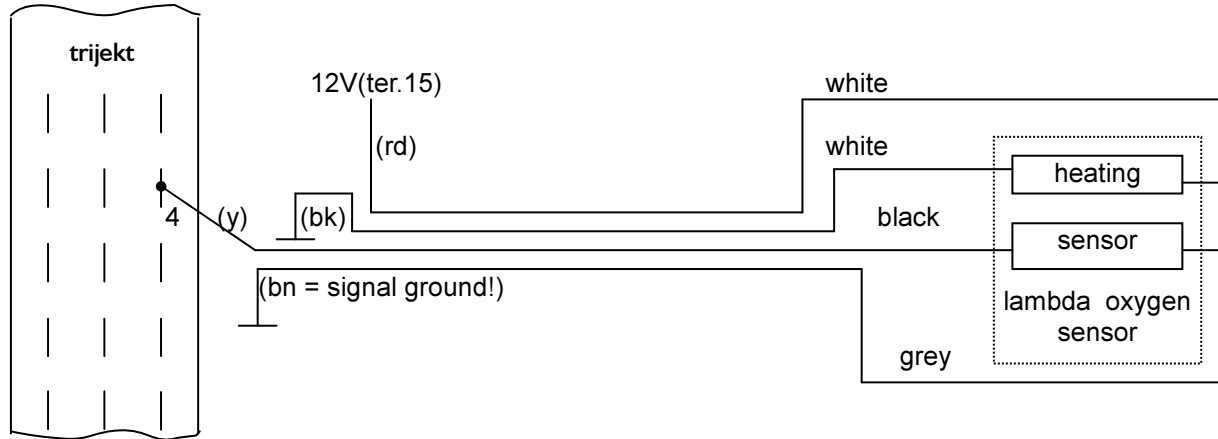 trijekt
12V(ter.15)
white
(rd)
white
heating
4
(y)
(bk)
black
sensor
(bn = signal ground!)
lambda oxygen
sensor
grey